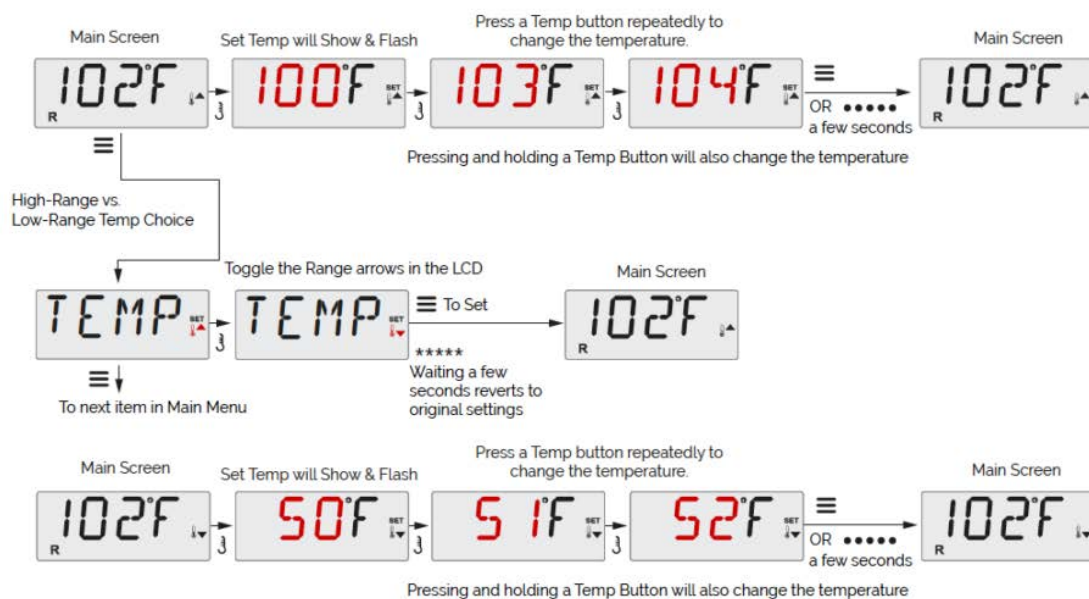 Press a Temp button repeatedly to
change the temperature.
Main Screen
Set Temp will Show & Flash
Main Screen
102°F
R
SET
100°F
SET
103°F
SET
104°F
OR •••••
a few seconds
102°F
R
Pressing and holding a Temp Button will also change the temperature
High-Range vs.
Low-Range Temp Choice
Toggle the Range arrows in the LCD
Main Screen
TEMP
SET
TEMP
SET
To Set
102°F
R
*****
Waiting a few
seconds reverts to
original settings
To next item in Main Menu
Press a Temp button repeatedly to
change the temperature.
Main Screen
Set Temp will Show & Flash
Main Screen
102°F
R
50°F
SET
51°F
SET
52°F
SET
OR •••••
a few seconds
102°F
R
Pressing and holding a Temp Button will also change the temperature